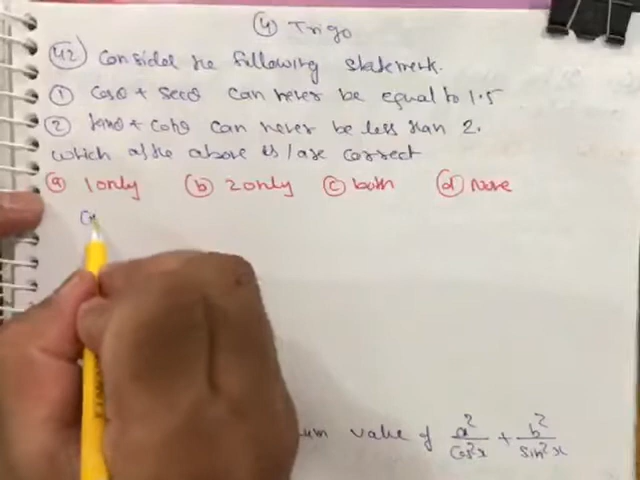 ④ Trigo
42) Consider the following statement.
① Cosθ + secθ can never be equal to 1.5
② tanθ + cotθ can never be less than 2.
which of the above is/are correct
ⓐ 1 only ⓑ 2 only ⓒ both ⓓ None
um value of a²/cos²x + b²/sin²x